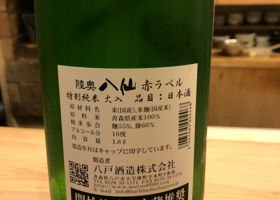 陸奥八仙 赤ラベル
特別純米 火入 品目:日本酒
原材料名 米(国産)、米麹(国産米)
原料米 青森県産米100%
精米歩合 麹55%、掛60%
アルコール分 16度
内容量 1.8ℓ
製造年月はキャップに印字しています。
製造者
八戸酒造株式会社